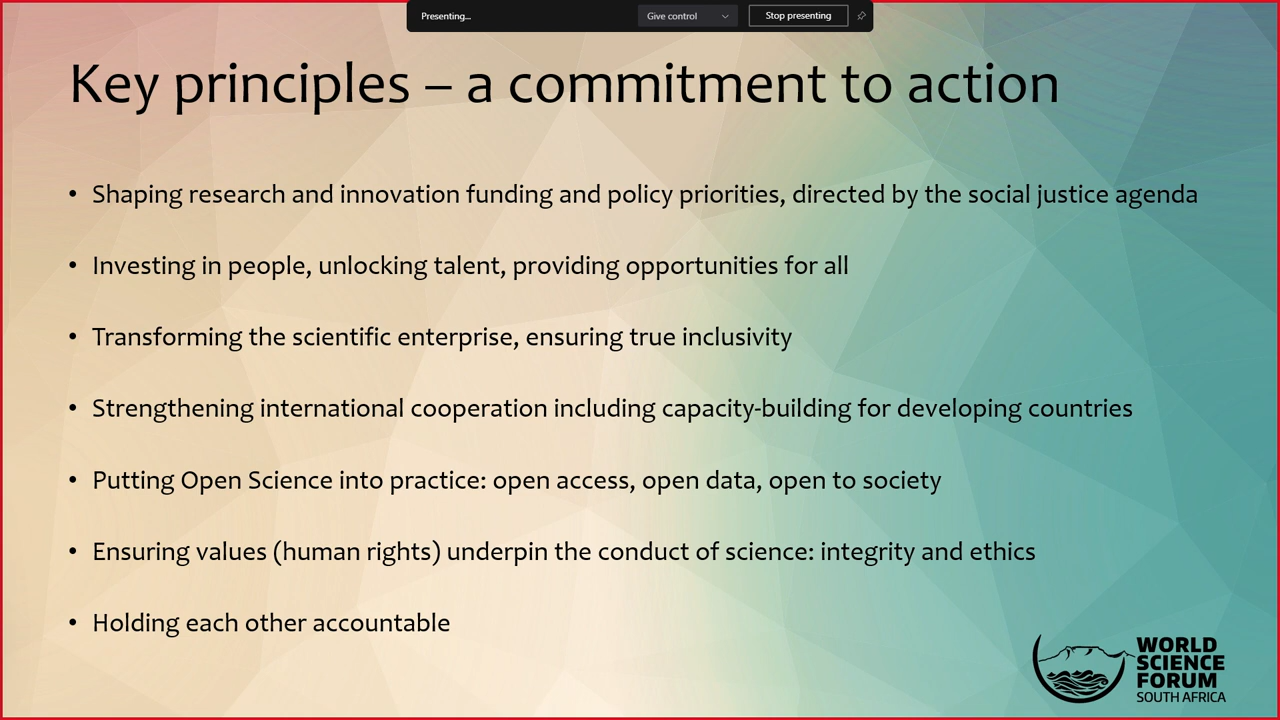 Presenting...
Give control
Stop presenting
Key principles – a commitment to action
• Shaping research and innovation funding and policy priorities, directed by the social justice agenda
• Investing in people, unlocking talent, providing opportunities for all
• Transforming the scientific enterprise, ensuring true inclusivity
• Strengthening international cooperation including capacity-building for developing countries
• Putting Open Science into practice: open access, open data, open to society
• Ensuring values (human rights) underpin the conduct of science: integrity and ethics
• Holding each other accountable
WORLD
SCIENCE
FORUM
SOUTH AFRICA